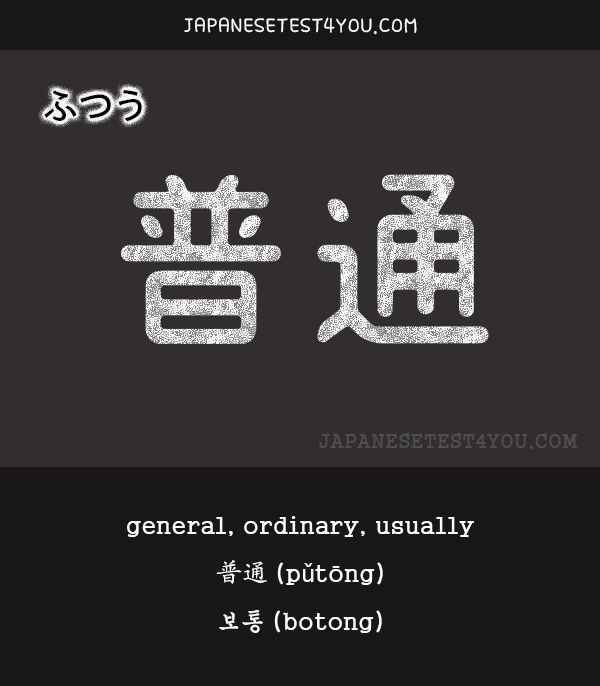 JAPANESETEST4YOU.COM
ふつう
普通
JAPANESETEST4YOU.COM
general, ordinary, usually
普通 (pǔtōng)
보통 (botong)